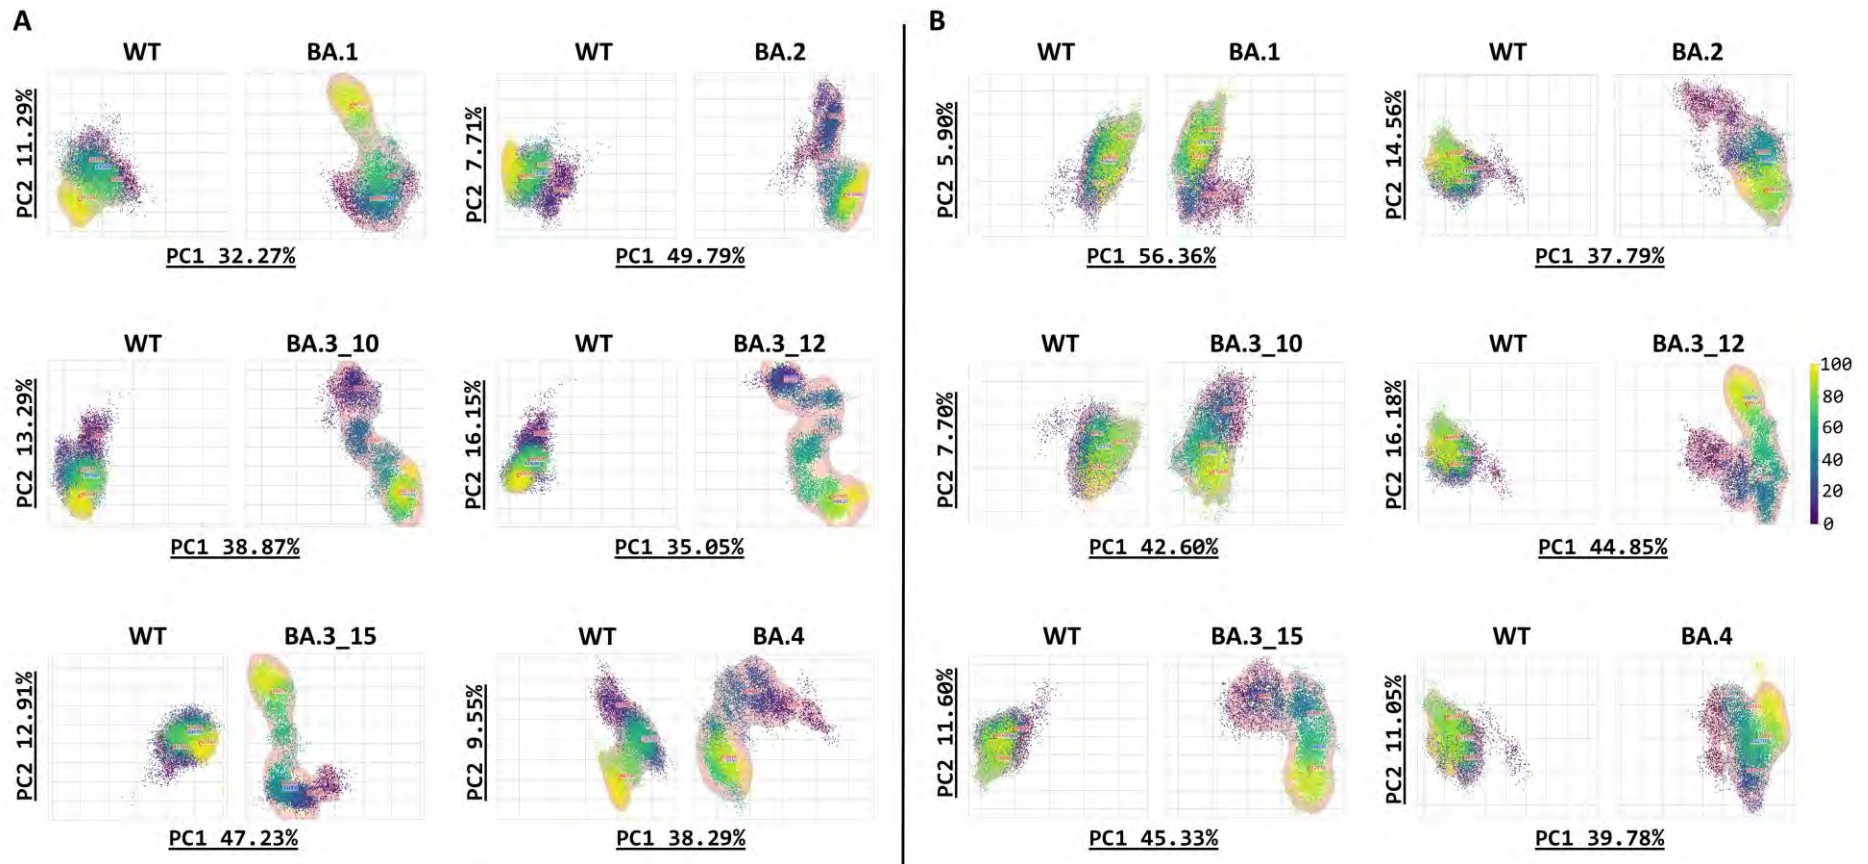 A
WT BA.1
PC2 11.29%
PC1 32.27%
WT BA.2
PC2 7.71%
PC1 49.79%
WT BA.3_10
PC2 13.29%
PC1 38.87%
WT BA.3_12
PC2 16.15%
PC1 35.05%
WT BA.3_15
PC2 12.91%
PC1 47.23%
WT BA.4
PC2 9.55%
PC1 38.29%
B
WT BA.1
PC2 5.90%
PC1 56.36%
WT BA.2
PC2 14.56%
PC1 37.79%
WT BA.3_10
PC2 7.70%
PC1 42.60%
WT BA.3_12
PC2 16.18%
PC1 44.85%
100
80
60
40
20
0
WT BA.3_15
PC2 11.60%
PC1 45.33%
WT BA.4
PC2 11.05%
PC1 39.78%